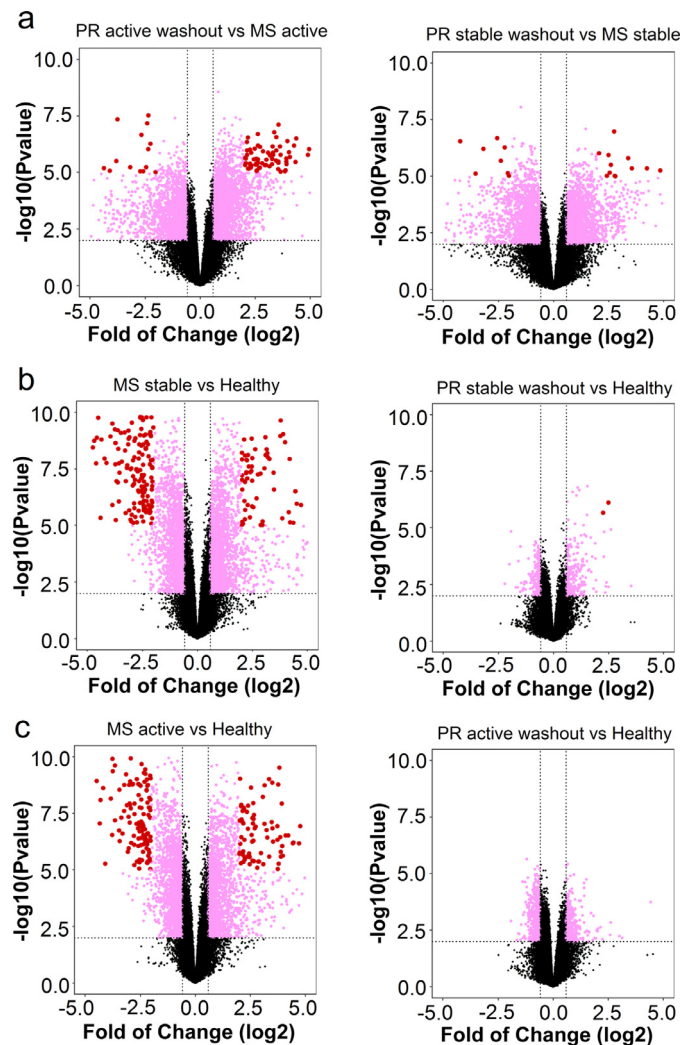 a
PR active washout vs MS active
PR stable washout vs MS stable
10.0
7.5
5.0
2.5
0.0
-log10(Pvalue)
-5.0 -2.5 0.0 2.5 5.0
Fold of Change (log2)
10.0
7.5
5.0
2.5
0.0
-log10(Pvalue)
-5.0 -2.5 0.0 2.5 5.0
Fold of Change (log2)
b
MS stable vs Healthy
PR stable washout vs Healthy
10.0
7.5
5.0
2.5
0.0
-log10(Pvalue)
-5.0 -2.5 0.0 2.5 5.0
Fold of Change (log2)
10.0
7.5
5.0
2.5
0.0
-log10(Pvalue)
-5.0 -2.5 0.0 2.5 5.0
Fold of Change (log2)
c
MS active vs Healthy
PR active washout vs Healthy
10.0
7.5
5.0
2.5
0.0
-log10(Pvalue)
-5.0 -2.5 0.0 2.5 5.0
Fold of Change (log2)
10.0
7.5
5.0
2.5
0.0
-log10(Pvalue)
-5.0 -2.5 0.0 2.5 5.0
Fold of Change (log2)